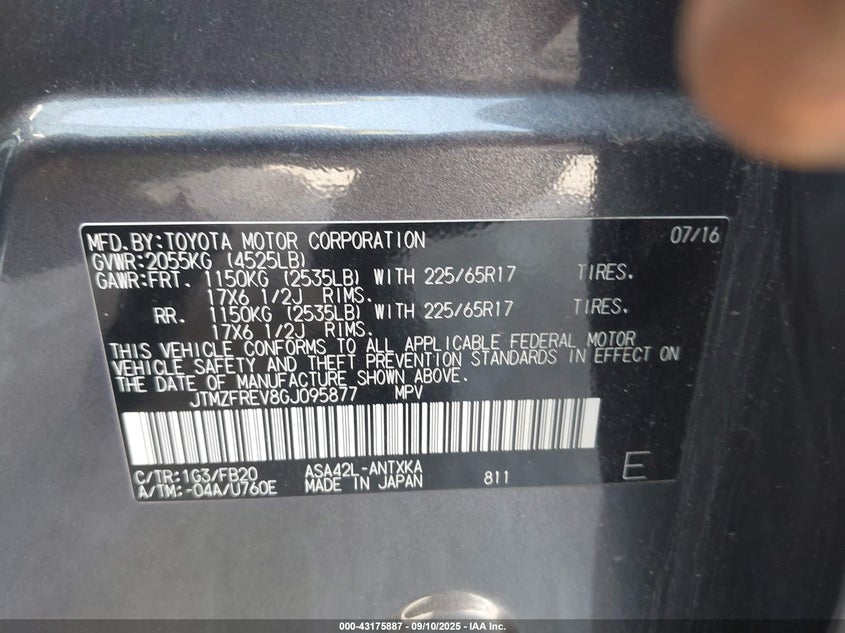 MFD.BY:TOYOTA MOTOR CORPORATION 07/16
GVWR:2055KG (4525LB)
GAWR:FRT. 1150KG (2535LB) WITH 225/65R17 TIRES.
17X6 1/2J RIMS.
RR. 1150KG (2535LB) WITH 225/65R17 TIRES.
17X6 1/2J RIMS.
THIS VEHICLE CONFORMS TO ALL APPLICABLE FEDERAL MOTOR
VEHICLE SAFETY AND THEFT PREVENTION STANDARDS IN EFFECT ON
THE DATE OF MANUFACTURE SHOWN ABOVE.
JTMZFREV8GJ095877 MPV
C/TR:1G3/FB20 ASA42L-ANTXKA
A/TM:-04A/U760E MADE IN JAPAN 811 E
000-43175887 - 09/10/2025 - IAA Inc.